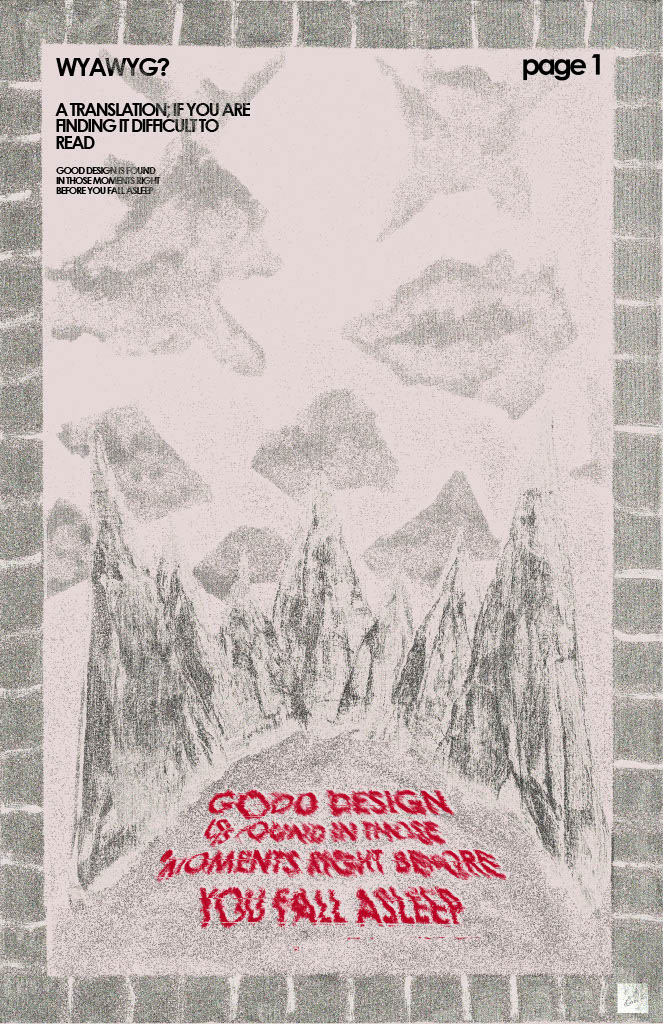 WYAWYG?
page 1
A TRANSLATION; IF YOU ARE
FINDING IT DIFFICULT TO
READ
GOOD DESIGN IS FOUND
IN THOSE MOMENTS RIGHT
BEFORE YOU FALL ASLEEP
GOOD DESIGN
IS FOUND IN THOSE
MOMENTS RIGHT BEFORE
YOU FALL ASLEEP